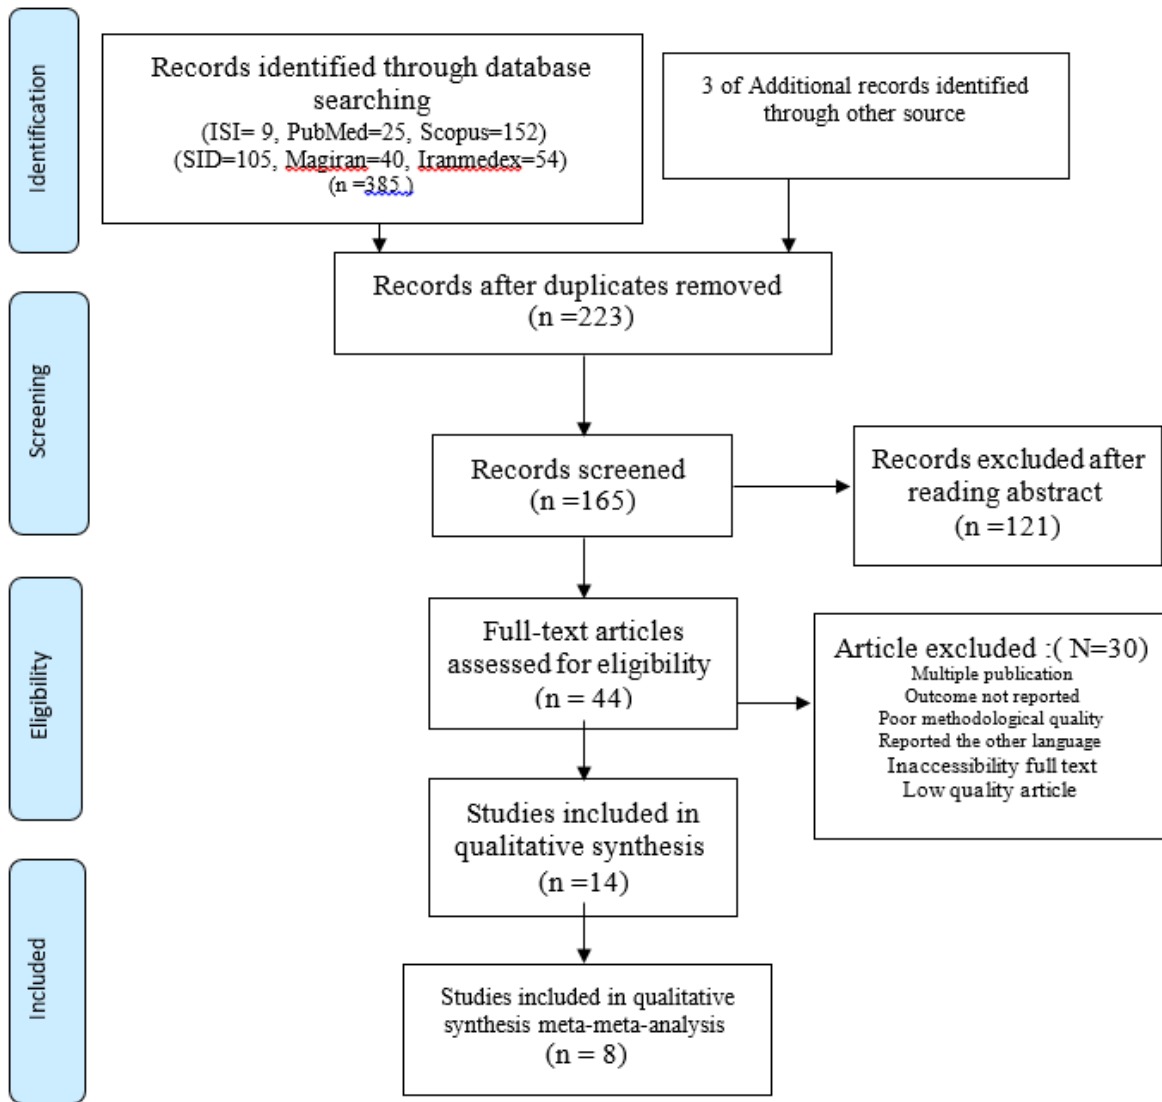 Identification
Records identified through database
searching
(ISI= 9, PubMed=25, Scopus=152)
(SID=105, Magiran=40, Iranmedex=54)
(n =385 )
3 of Additional records identified
through other source
Records after duplicates removed
(n =223)
Screening
Records screened
(n =165)
Records excluded after
reading abstract
(n =121)
Eligibility
Full-text articles
assessed for eligibility
(n = 44)
Article excluded :( N=30)
Multiple publication
Outcome not reported
Poor methodological quality
Reported the other language
Inaccessibility full text
Low quality article
Studies included in
qualitative synthesis
(n =14)
Included
Studies included in qualitative
synthesis meta-meta-analysis
(n = 8)